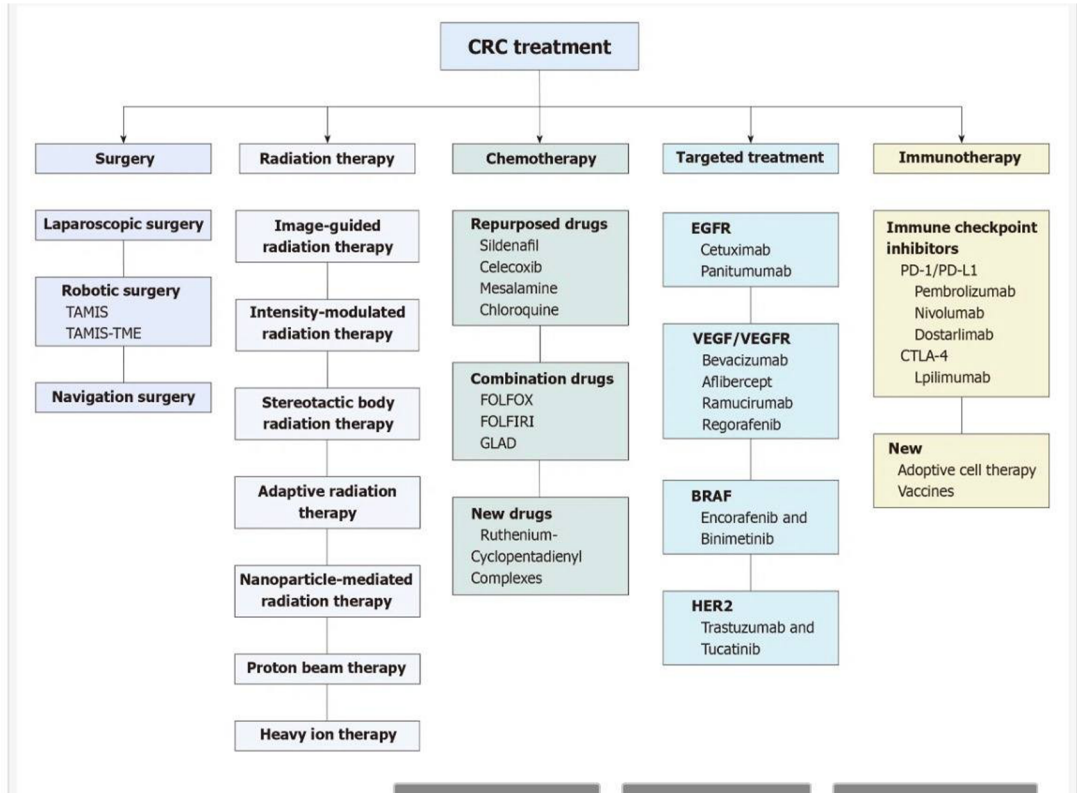 CRC treatment
Surgery
Radiation therapy
Chemotherapy
Targeted treatment
Immunotherapy
Laparoscopic surgery
Robotic surgery
TAMIS
TAMIS-TME
Navigation surgery
Image-guided
radiation therapy
Intensity-modulated
radiation therapy
Stereotactic body
radiation therapy
Adaptive radiation
therapy
Nanoparticle-mediated
radiation therapy
Proton beam therapy
Heavy ion therapy
Repurposed drugs
Sildenafil
Celecoxib
Mesalamine
Chloroquine
Combination drugs
FOLFOX
FOLFIRI
GLAD
New drugs
Ruthenium-
Cyclopentadienyl
Complexes
EGFR
Cetuximab
Panitumumab
VEGF/VEGFR
Bevacizumab
Aflibercept
Ramucirumab
Regorafenib
BRAF
Encorafenib and
Binimetinib
HER2
Trastuzumab and
Tucatinib
Immune checkpoint
inhibitors
PD-1/PD-L1
Pembrolizumab
Nivolumab
Dostarlimab
CTLA-4
Lpilimumab
New
Adoptive cell therapy
Vaccines